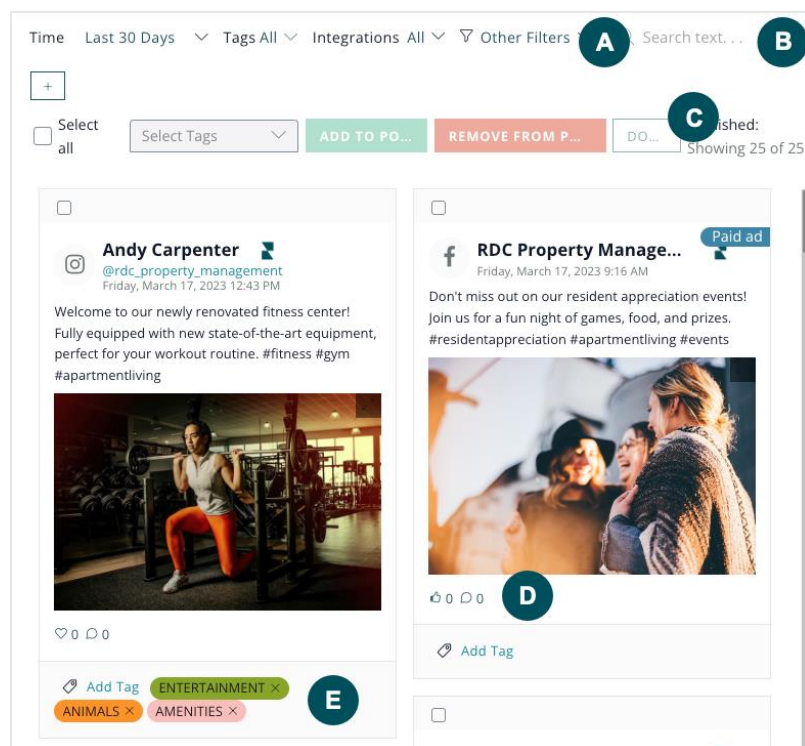 Time Last 30 Days Tags All Integrations All Other Filters A Search text. . . B
+
Select all Select Tags ADD TO PO... REMOVE FROM P... DO... C ished:
Showing 25 of 25
Andy Carpenter
@rdc_property_management
Friday, March 17, 2023 12:43 PM
Welcome to our newly renovated fitness center!
Fully equipped with new state-of-the-art equipment,
perfect for your workout routine. #fitness #gym
#apartmentliving
0 0
Add Tag ENTERTAINMENT ×
ANIMALS × AMENITIES × E
Paid ad
RDC Property Manage...
Friday, March 17, 2023 9:16 AM
Don't miss out on our resident appreciation events!
Join us for a fun night of games, food, and prizes.
#residentappreciation #apartmentliving #events
0 0 D
Add Tag